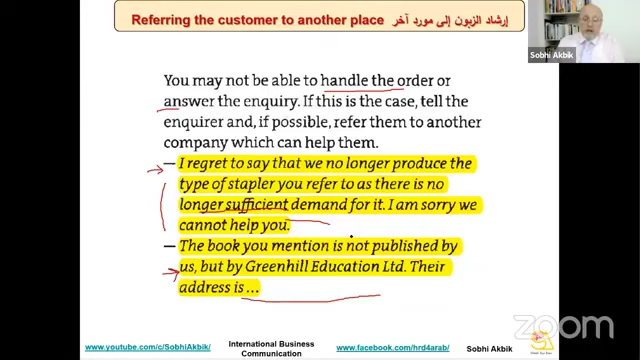 Referring the customer to another place إرشاد الزبون إلى مورد آخر
Sobhi Akbik
You may not be able to handle the order or
answer the enquiry. If this is the case, tell the
enquirer and, if possible, refer them to another
company which can help them.
– I regret to say that we no longer produce the
type of stapler you refer to as there is no
longer sufficient demand for it. I am sorry we
cannot help you.
– The book you mention is not published by
us, but by Greenhill Education Ltd. Their
address is ...
zoom
www.youtube.com/c/SobhiAkbik/
International Business
Communication
www.facebook.com/hrd4arab/
Sobhi Akbik